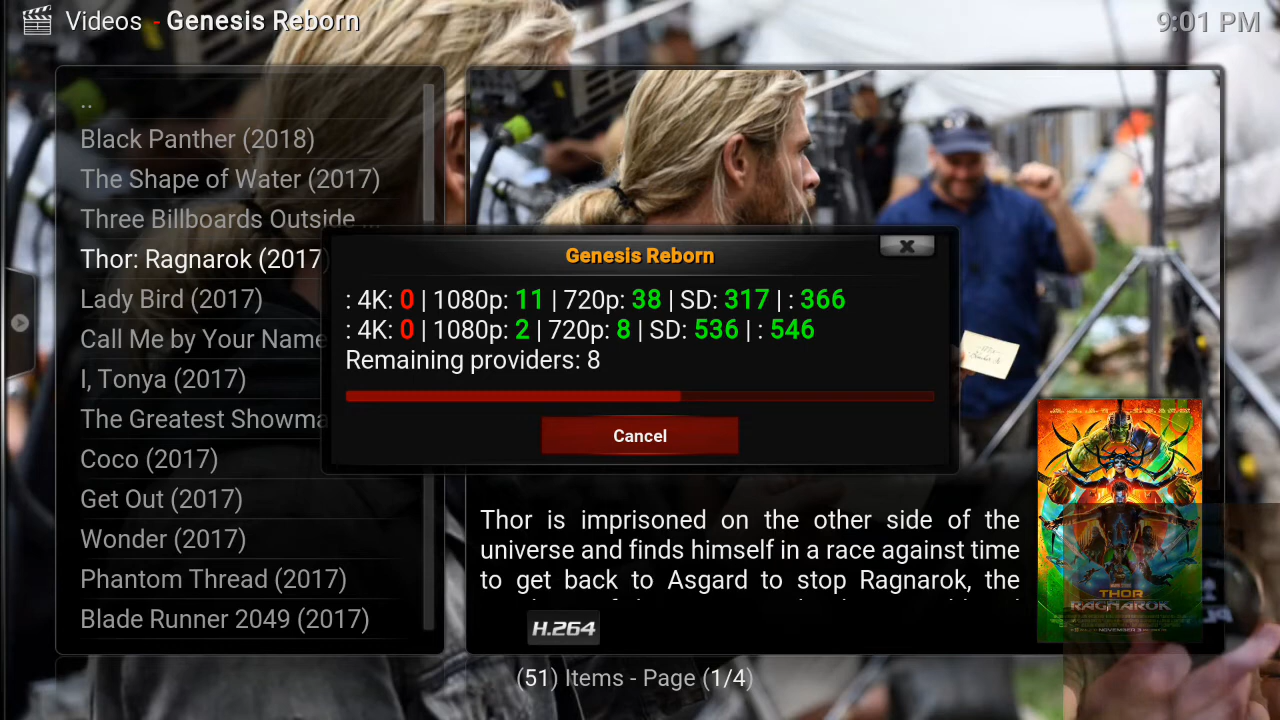 Videos - Genesis Reborn
9:01 PM
..
Black Panther (2018)
The Shape of Water (2017)
Three Billboards Outside ...
Thor: Ragnarok (2017)
Lady Bird (2017)
Call Me by Your Name
I, Tonya (2017)
The Greatest Showma
Coco (2017)
Get Out (2017)
Wonder (2017)
Phantom Thread (2017)
Blade Runner 2049 (2017)
Genesis Reborn
: 4K: 0 | 1080p: 11 | 720p: 38 | SD: 317 | : 366
: 4K: 0 | 1080p: 2 | 720p: 8 | SD: 536 | : 546
Remaining providers: 8
Cancel
Thor is imprisoned on the other side of the
universe and finds himself in a race against time
to get back to Asgard to stop Ragnarok, the
H.264
THOR
RAGNAROK
(51) Items - Page (1/4)